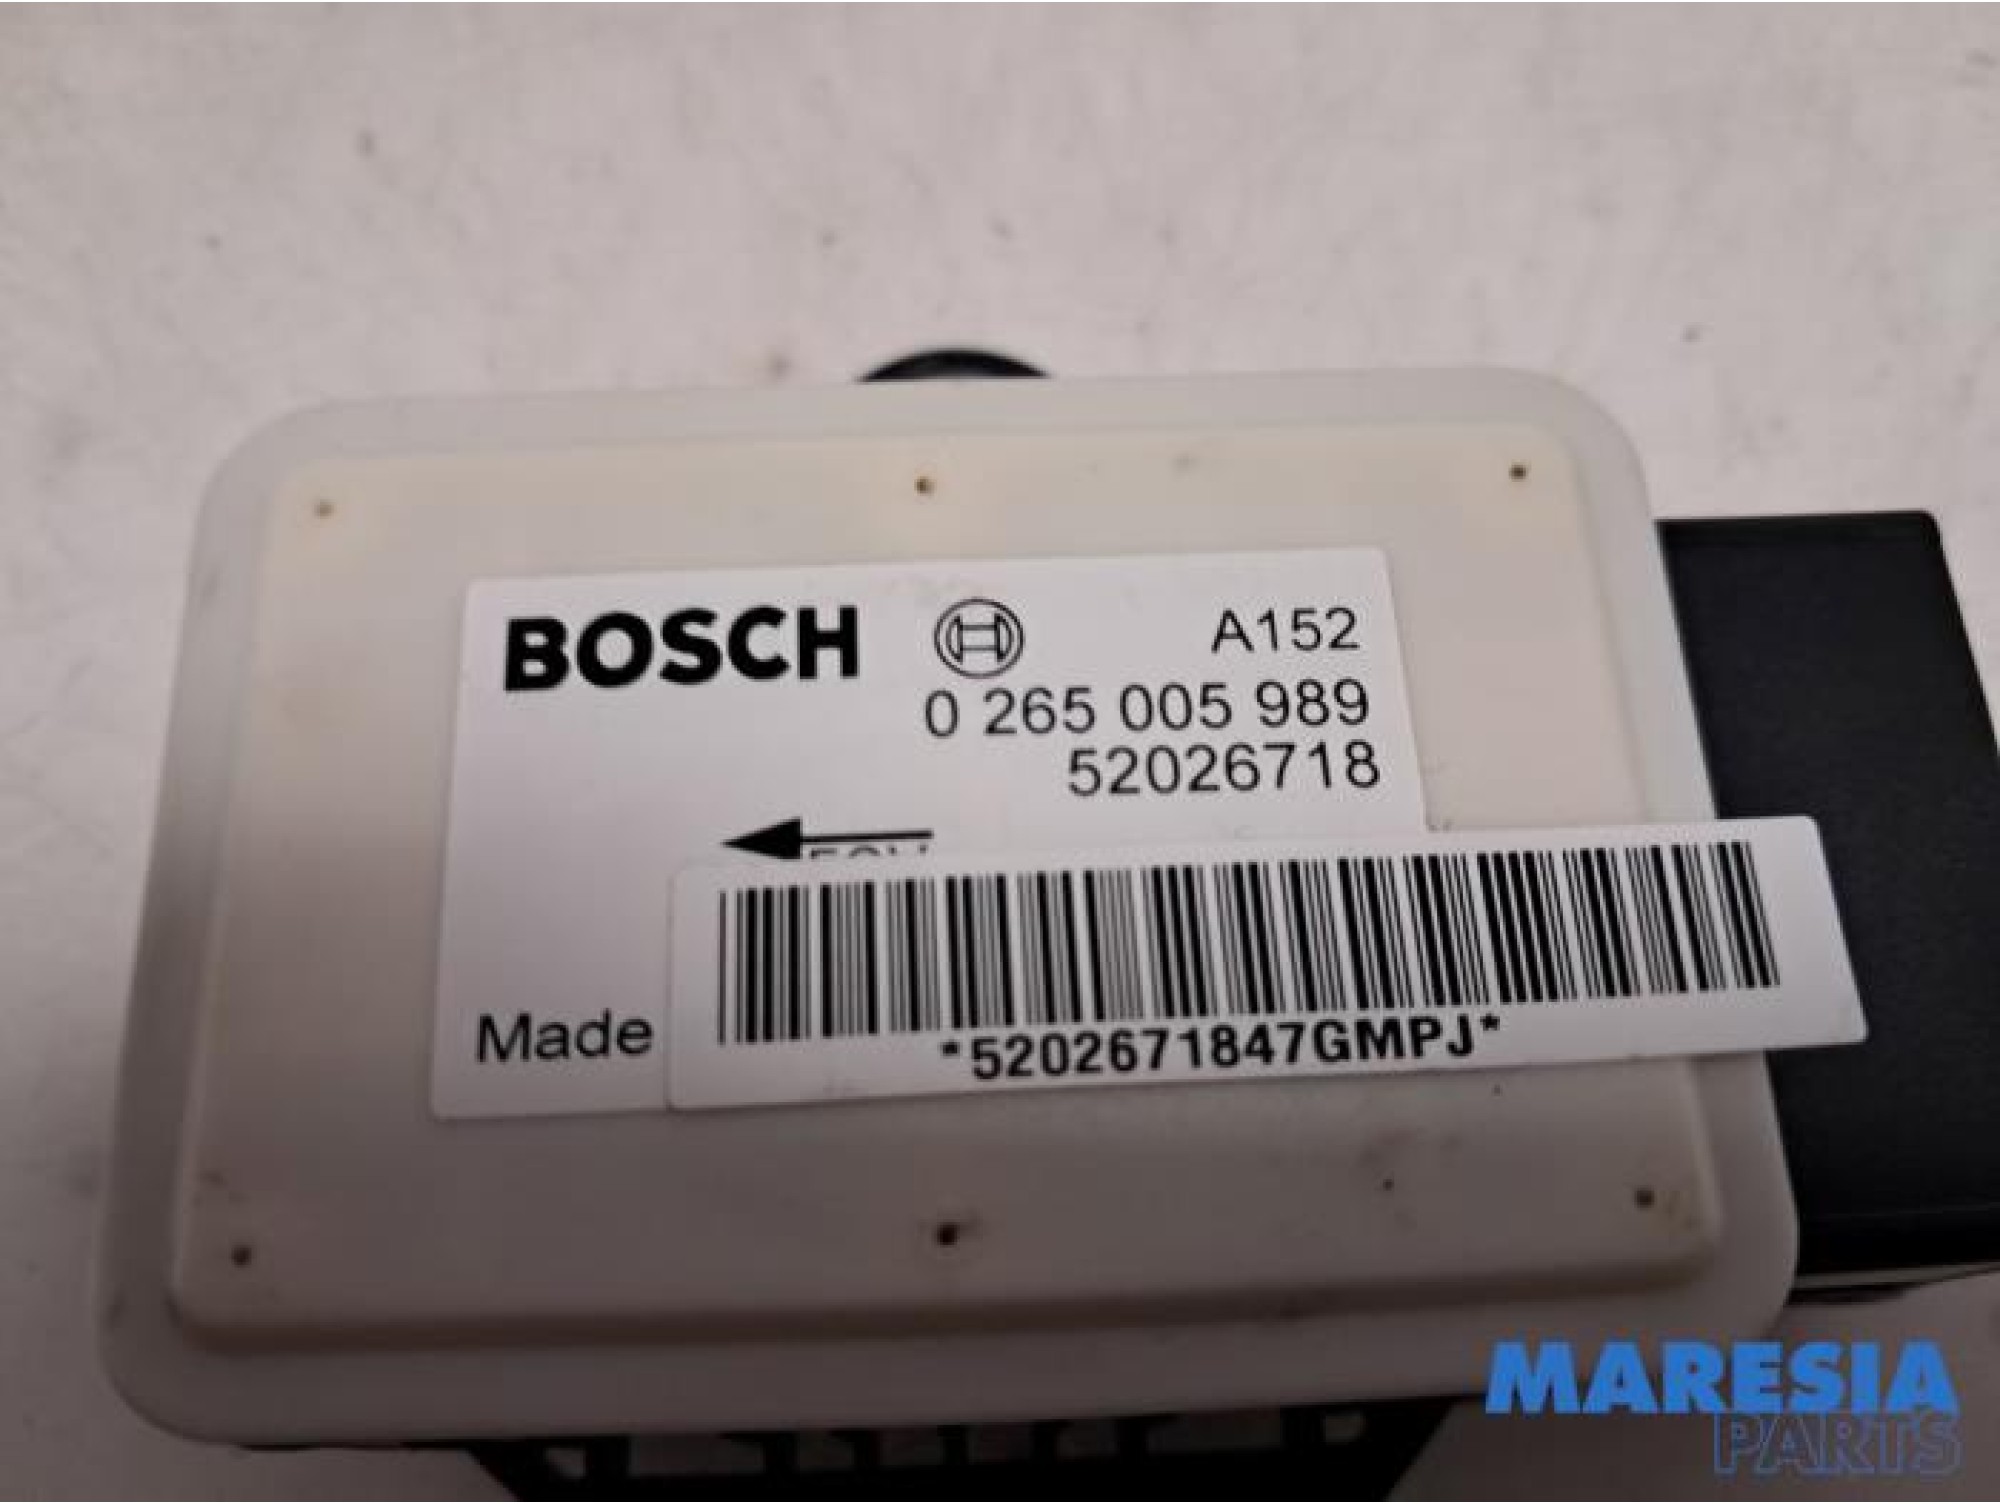 BOSCH A152
0 265 005 989
52026718
Made
*5202671847GMPJ*
MARESIA
PARTS